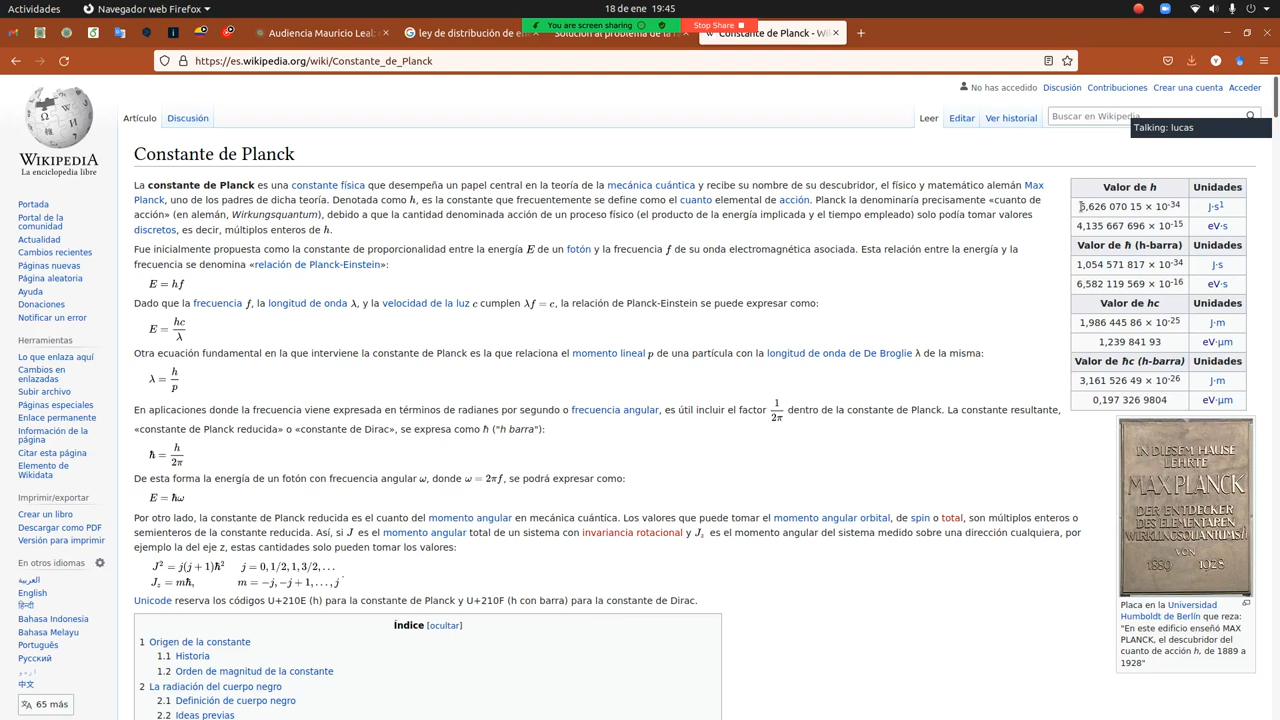 Actividades
Navegador web Firefox
18 de ene 19:45
You are screen sharing
Stop Share
Audiencia Mauricio Leal:
ley de distribución de en
Solución al problema de la r
Constante de Planck - Wi
https://es.wikipedia.org/wiki/Constante_de_Planck
No has accedido Discusión Contribuciones Crear una cuenta Acceder
Artículo Discusión
Leer Editar Ver historial
Buscar en Wikipedia
Talking: lucas
WIKIPEDIA
La enciclopedia libre
Portada
Portal de la
comunidad
Actualidad
Cambios recientes
Páginas nuevas
Página aleatoria
Ayuda
Donaciones
Notificar un error
Herramientas
Lo que enlaza aquí
Cambios en
enlazadas
Subir archivo
Páginas especiales
Enlace permanente
Información de la
página
Citar esta página
Elemento de
Wikidata
Imprimir/exportar
Crear un libro
Descargar como PDF
Versión para imprimir
En otros idiomas
العربية
English
हिन्दी
Bahasa Indonesia
Bahasa Melayu
Português
Русский
اردو
中文
65 más
Constante de Planck
La constante de Planck es una constante física que desempeña un papel central en la teoría de la mecánica cuántica y recibe su nombre de su descubridor, el físico y matemático alemán Max
Planck, uno de los padres de dicha teoría. Denotada como h, es la constante que frecuentemente se define como el cuanto elemental de acción. Planck la denominaría precisamente «cuanto de
acción» (en alemán, Wirkungsquantum), debido a que la cantidad denominada acción de un proceso físico (el producto de la energía implicada y el tiempo empleado) solo podía tomar valores
discretos, es decir, múltiplos enteros de h.
Fue inicialmente propuesta como la constante de proporcionalidad entre la energía E de un fotón y la frecuencia f de su onda electromagnética asociada. Esta relación entre la energía y la
frecuencia se denomina «relación de Planck-Einstein»:
E = hf
Dado que la frecuencia f, la longitud de onda λ, y la velocidad de la luz c cumplen λf = c, la relación de Planck-Einstein se puede expresar como:
E = hc/λ
Otra ecuación fundamental en la que interviene la constante de Planck es la que relaciona el momento lineal p de una partícula con la longitud de onda de De Broglie λ de la misma:
λ = h/p
En aplicaciones donde la frecuencia viene expresada en términos de radianes por segundo o frecuencia angular, es útil incluir el factor 1/2π dentro de la constante de Planck. La constante resultante,
«constante de Planck reducida» o «constante de Dirac», se expresa como ħ ("h barra"):
ħ = h/2π
De esta forma la energía de un fotón con frecuencia angular ω, donde ω = 2πf, se podrá expresar como:
E = ħω
Por otro lado, la constante de Planck reducida es el cuanto del momento angular en mecánica cuántica. Los valores que puede tomar el momento angular orbital, de spin o total, son múltiplos enteros o
semienteros de la constante reducida. Así, si J es el momento angular total de un sistema con invariancia rotacional y Jz es el momento angular del sistema medido sobre una dirección cualquiera, por
ejemplo la del eje z, estas cantidades solo pueden tomar los valores:
J² = j(j+1)ħ² j = 0, 1/2, 1, 3/2, ...
Jz = mħ, m = −j, −j+1, ..., j
Unicode reserva los códigos U+210E (h) para la constante de Planck y U+210F (h con barra) para la constante de Dirac.
Índice [ocultar]
1 Origen de la constante
1.1 Historia
1.2 Orden de magnitud de la constante
2 La radiación del cuerpo negro
2.1 Definición de cuerpo negro
2.2 Ideas previas
Valor de h Unidades
6,626 070 15 × 10⁻³⁴ J·s¹
4,135 667 696 × 10⁻¹⁵ eV·s
Valor de ħ (h-barra) Unidades
1,054 571 817 × 10⁻³⁴ J·s
6,582 119 569 × 10⁻¹⁶ eV·s
Valor de hc Unidades
1,986 445 86 × 10⁻²⁵ J·m
1,239 841 93 eV·µm
Valor de ħc (h-barra) Unidades
3,161 526 49 × 10⁻²⁶ J·m
0,197 326 9804 eV·µm
IN DIESEM HAUSE
LEHRTE
MAX PLANCK
DER ENTDECKER
DES ELEMENTAREN
WIRKUNGSQUANTUMS h
VON
1889 1928
Placa en la Universidad
Humboldt de Berlín que reza:
"En este edificio enseñó MAX
PLANCK, el descubridor del
cuanto de acción h, de 1889 a
1928"